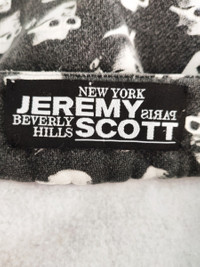 NEW YORK
JEREMY PARIS
BEVERLY HILLS SCOTT